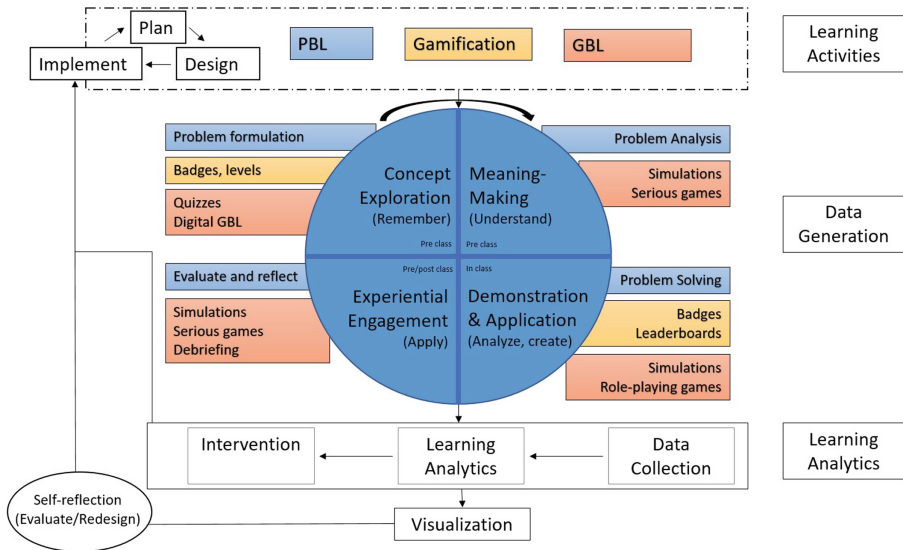 Plan
Implement
Design
PBL
Gamification
GBL
Learning
Activities
Problem formulation
Badges, levels
Quizzes
Digital GBL
Concept
Exploration
(Remember)
Pre class
Meaning-
Making
(Understand)
Pre class
Problem Analysis
Simulations
Serious games
Data
Generation
Evaluate and reflect
Simulations
Serious games
Debriefing
Pre/post class
Experiential
Engagement
(Apply)
In class
Demonstration
& Application
(Analyze, create)
Problem Solving
Badges
Leaderboards
Simulations
Role-playing games
Intervention
Learning
Analytics
Data
Collection
Learning
Analytics
Self-reflection
(Evaluate/Redesign)
Visualization